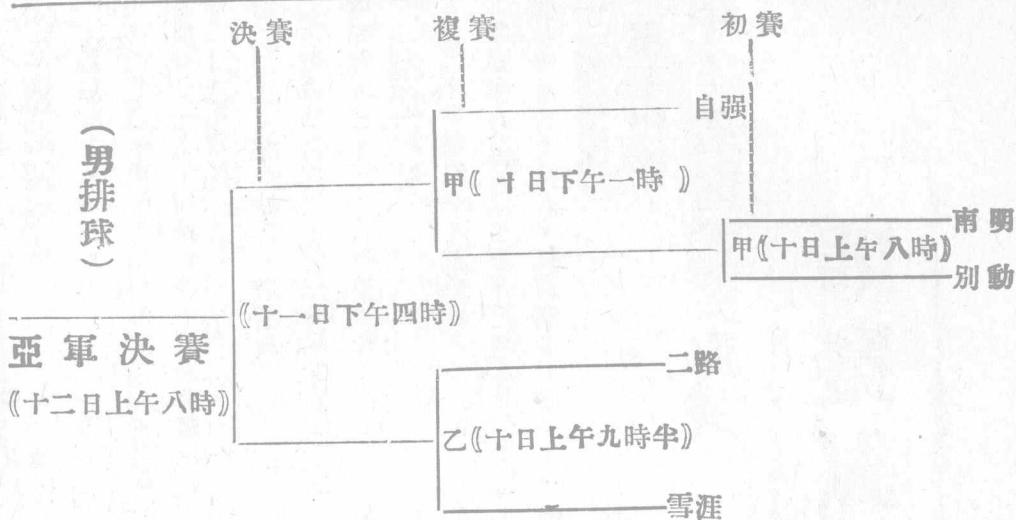 決賽
複賽
初賽
（男排球）
自强
甲《十日下午一時》
南明
甲《十日上午八時》
別動
《十一日下午四時》
亞軍決賽
《十二日上午八時》
二路
乙《十日上午九時半》
雪涯